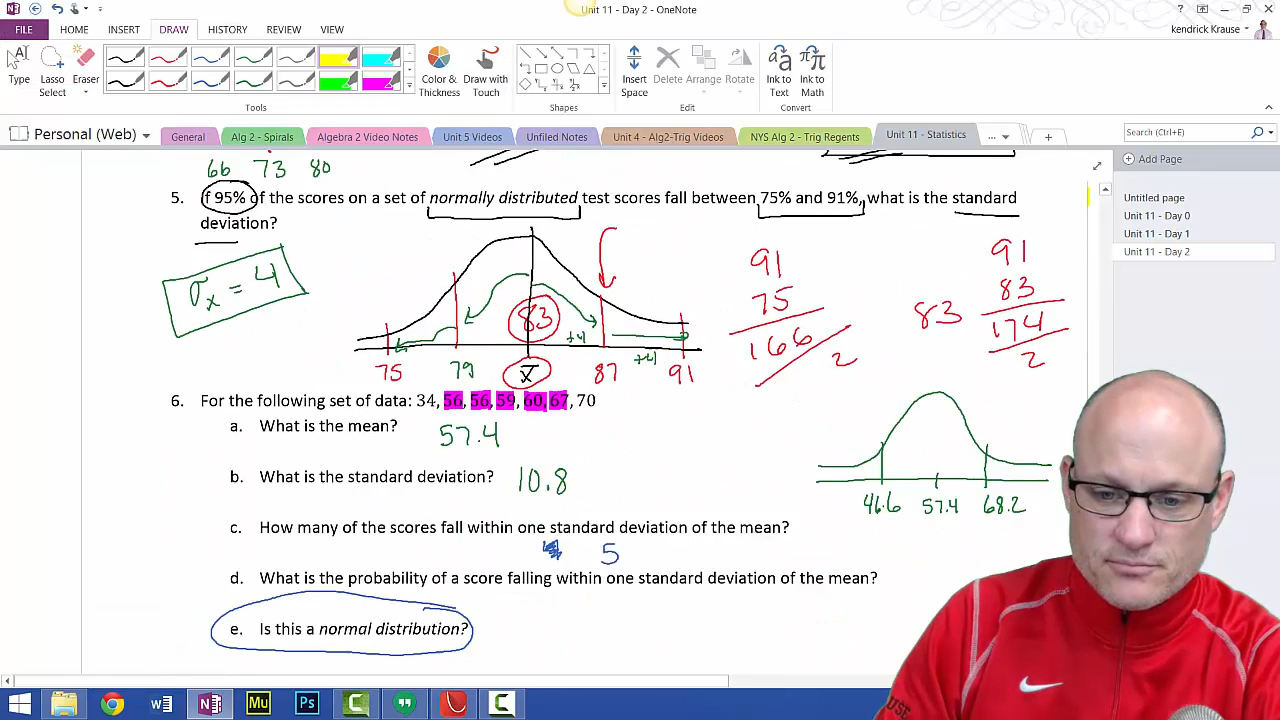 Unit 11 - Day 2 - OneNote
FILE HOME INSERT DRAW HISTORY REVIEW VIEW
kendrick Krause
Type Lasso Select Eraser Color & Thickness Draw with Touch Insert Space Delete Arrange Rotate Ink to Text Ink to Math
Tools Shapes Edit Convert
Personal (Web) General Alg 2 - Spirals Algebra 2 Video Notes Unit 5 Videos Unfiled Notes Unit 4 - Alg2-Trig Videos NYS Alg 2 - Trig Regents Unit 11 - Statistics ... + Search (Ctrl+E)
Add Page
Untitled page
Unit 11 - Day 0
Unit 11 - Day 1
Unit 11 - Day 2
66 73 80
5. If 95% of the scores on a set of normally distributed test scores fall between 75% and 91%, what is the standard
deviation?
σx = 4
83
+4 +4
75 79 x̅ 87 91
91
75
166
2
83
91
83
174
2
6. For the following set of data: 34, 56, 56, 59, 60, 67, 70
a. What is the mean? 57.4
b. What is the standard deviation? 10.8
46.6 57.4 68.2
c. How many of the scores fall within one standard deviation of the mean?
5
d. What is the probability of a score falling within one standard deviation of the mean?
e. Is this a normal distribution?
W N Mu Ps C C